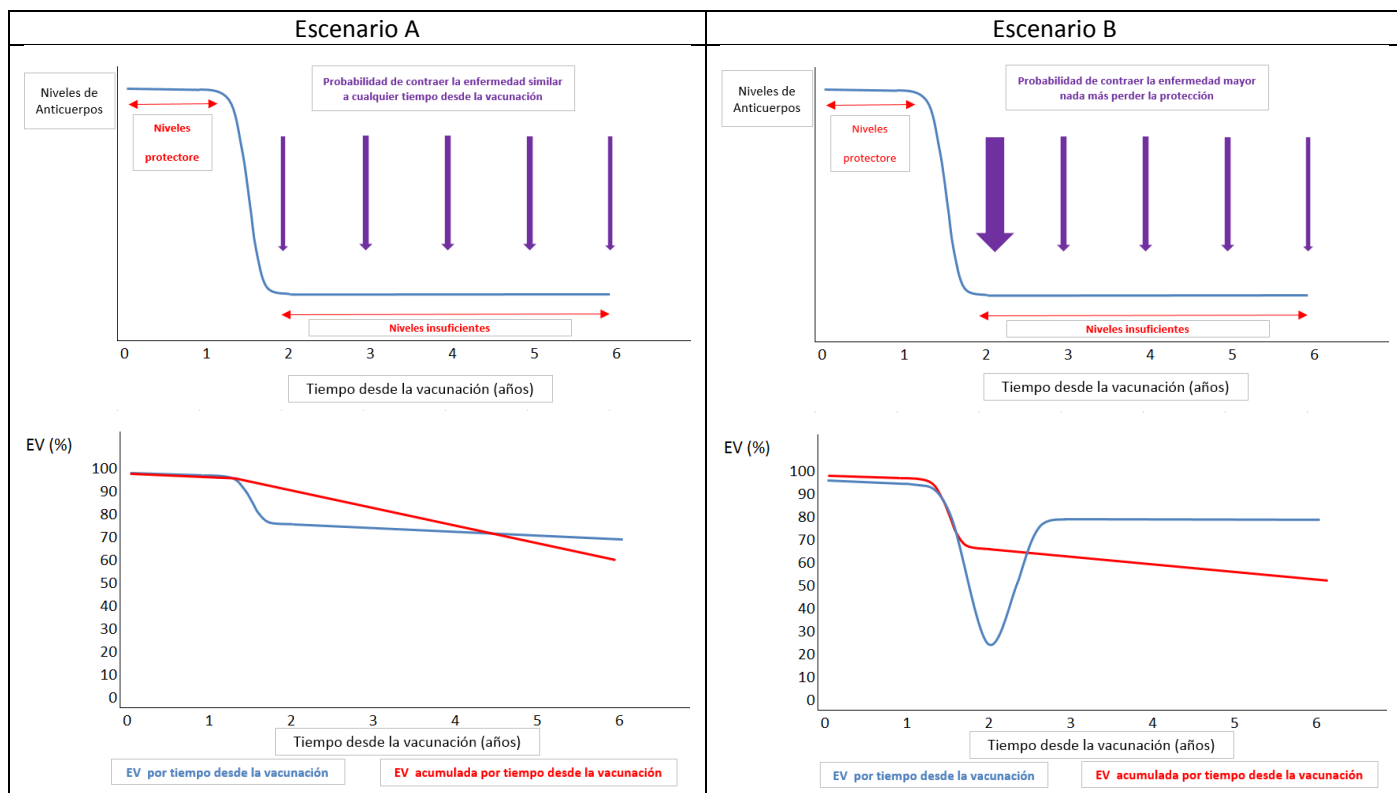 Escenario A
Escenario B
Niveles de
Anticuerpos
Niveles
protectore
Probabilidad de contraer la enfermedad similar
a cualquier tiempo desde la vacunación
Niveles insuficientes
0 1 2 3 4 5 6
Tiempo desde la vacunación (años)
Niveles de
Anticuerpos
Niveles
protectore
Probabilidad de contraer la enfermedad mayor
nada más perder la protección
Niveles insuficientes
0 1 2 3 4 5 6
Tiempo desde la vacunación (años)
EV (%)
100
90
80
70
60
50
40
30
20
10
0
0 1 2 3 4 5 6
Tiempo desde la vacunación (años)
EV por tiempo desde la vacunación
EV acumulada por tiempo desde la vacunación
EV (%)
100
90
80
70
60
50
40
30
20
10
0
0 1 2 3 4 5 6
Tiempo desde la vacunación (años)
EV por tiempo desde la vacunación
EV acumulada por tiempo desde la vacunación